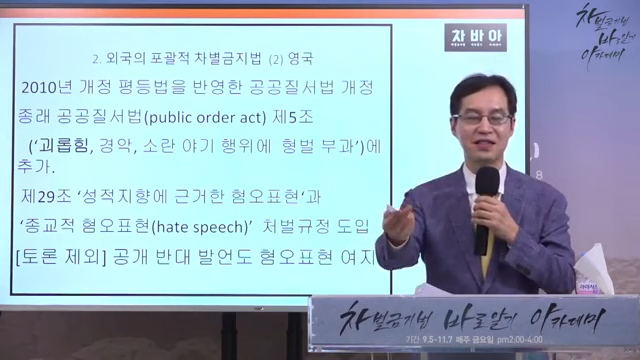 차바아
차별금지법
바로알기
아카데미
2. 외국의 포괄적 차별금지법 (2) 영국
2010년 개정 평등법을 반영한 공공질서법 개정
종래 공공질서법(public order act) 제5조
(‘괴롭힘, 경악, 소란 야기 행위에 형벌 부과’)에
추가.
제29조 ‘성적지향에 근거한 혐오표현‘과
‘종교적 혐오표현(hate speech)’ 처벌규정 도입
[토론 제외] 공개 반대 발언도 혐오표현 여지
차별금지법 바로알기 아카데미
기간 9.5-11.7 매주 금요일 pm2:00-4:00